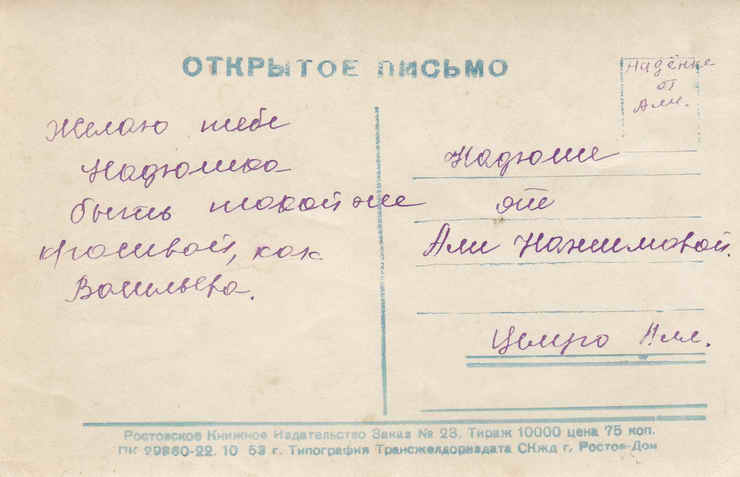 ОТКРЫТОЕ ПИСЬМО
Надёнке
от
Али.
Желаю тебе
Надюшка
быть такой же
красивой, как
Васильева.
Надюше
от
Али Нажимовой.
Али.
Ростовское Книжное Издательство Заказ № 23. Тираж 10000 цена 75 коп.
ПК 29860-22. 10 53 г. Типография Трансжелдориздата СКжд г. Ростов-Дон